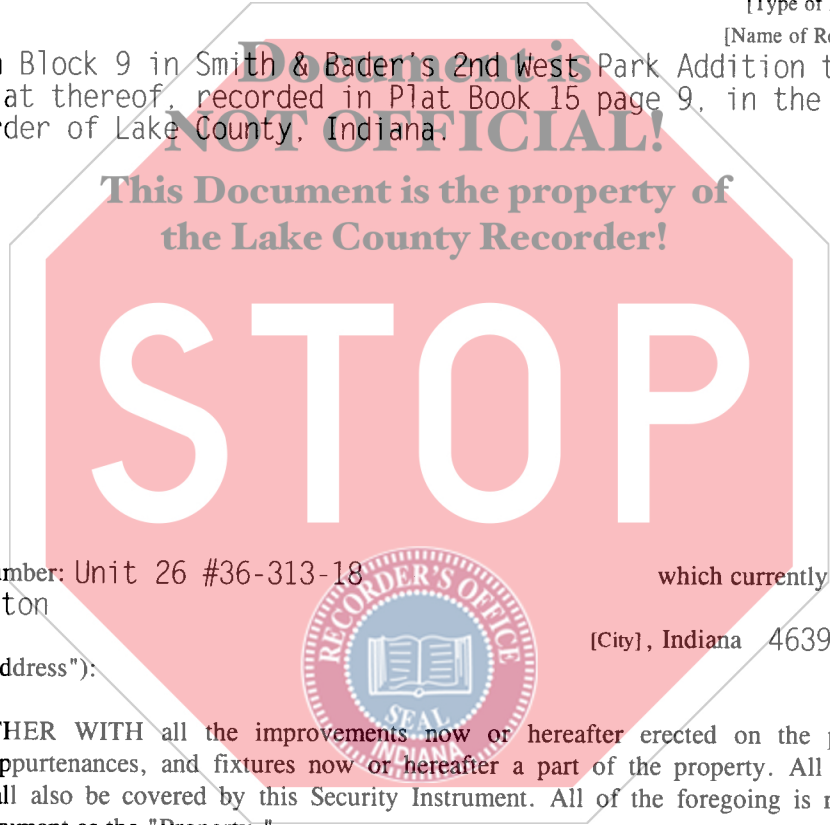 [Type of
[Name of Re
Block 9 in Smith & Bader's 2nd West Park Addition t
at thereof, recorded in Plat Book 15 page 9, in the
der of Lake County, Indiana.
Document is
NOT OFFICIAL!
This Document is the property of
the Lake County Recorder!
STOP
mber: Unit 26 #36-313-18 which currently
ton
[City], Indiana 4639
ddress"):
RECORDER'S OFFICE
SEAL
INDIANA
HER WITH all the improvements now or hereafter erected on the p
ppurtenances, and fixtures now or hereafter a part of the property. All
ll also be covered by this Security Instrument. All of the foregoing is r
ument as the "Property."